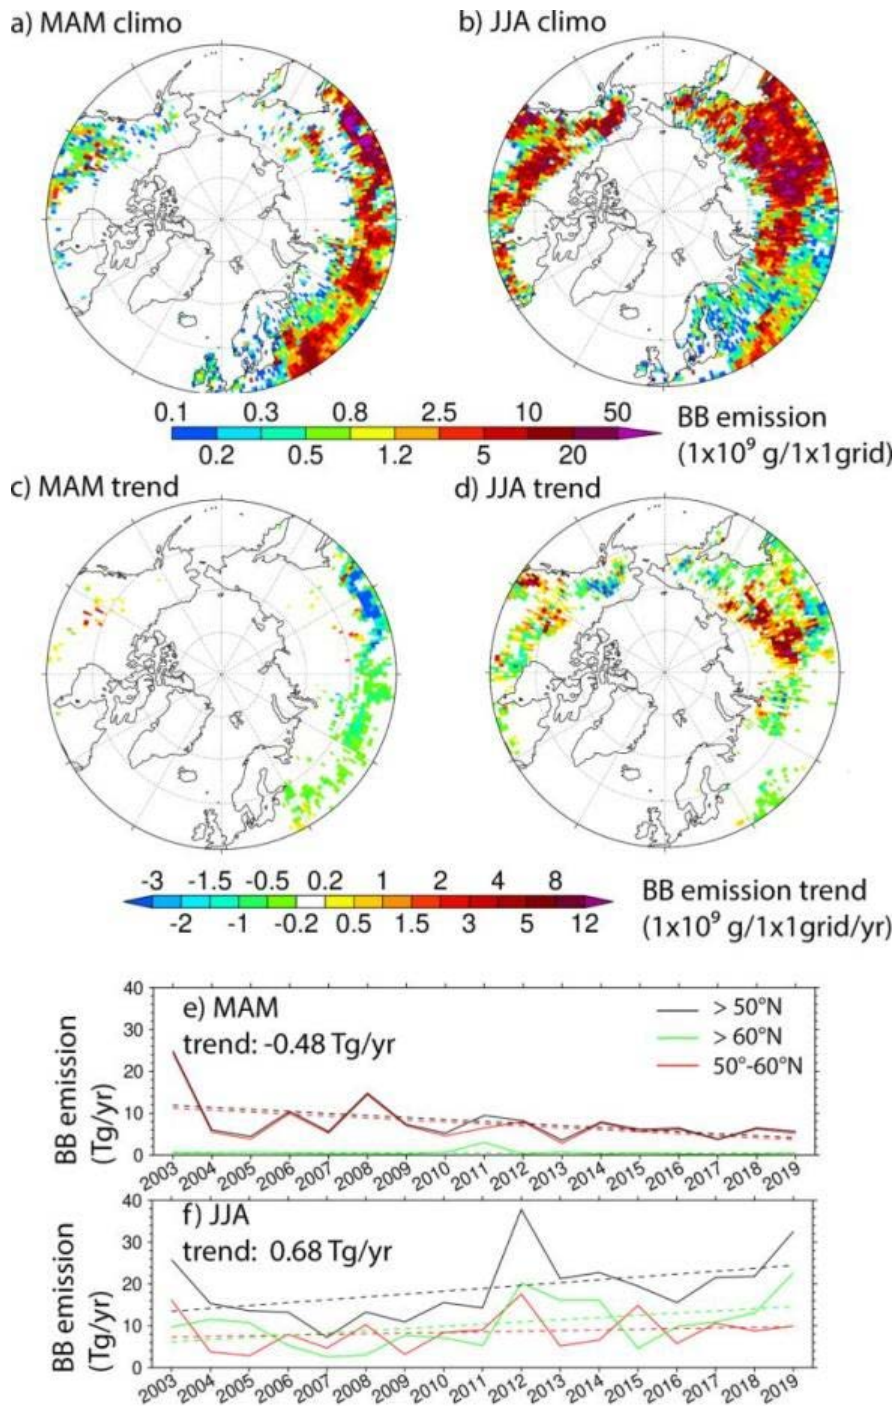 a) MAM climo
b) JJA climo
0.1 0.3 0.8 2.5 10 50
0.2 0.5 1.2 5 20
BB emission
(1x10⁹ g/1x1grid)
c) MAM trend
d) JJA trend
-3 -1.5 -0.5 0.2 1 2 4 8
-2 -1 -0.2 0.5 1.5 3 5 12
BB emission trend
(1x10⁹ g/1x1grid/yr)
40
30
20
10
0
BB emission
(Tg/yr)
e) MAM
trend: -0.48 Tg/yr
> 50°N
> 60°N
50°-60°N
2003 2004 2005 2006 2007 2008 2009 2010 2011 2012 2013 2014 2015 2016 2017 2018 2019
40
30
20
10
0
BB emission
(Tg/yr)
f) JJA
trend: 0.68 Tg/yr
2003 2004 2005 2006 2007 2008 2009 2010 2011 2012 2013 2014 2015 2016 2017 2018 2019